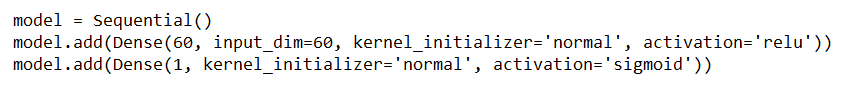 model = Sequential()
model.add(Dense(60, input_dim=60, kernel_initializer='normal', activation='relu'))
model.add(Dense(1, kernel_initializer='normal', activation='sigmoid'))